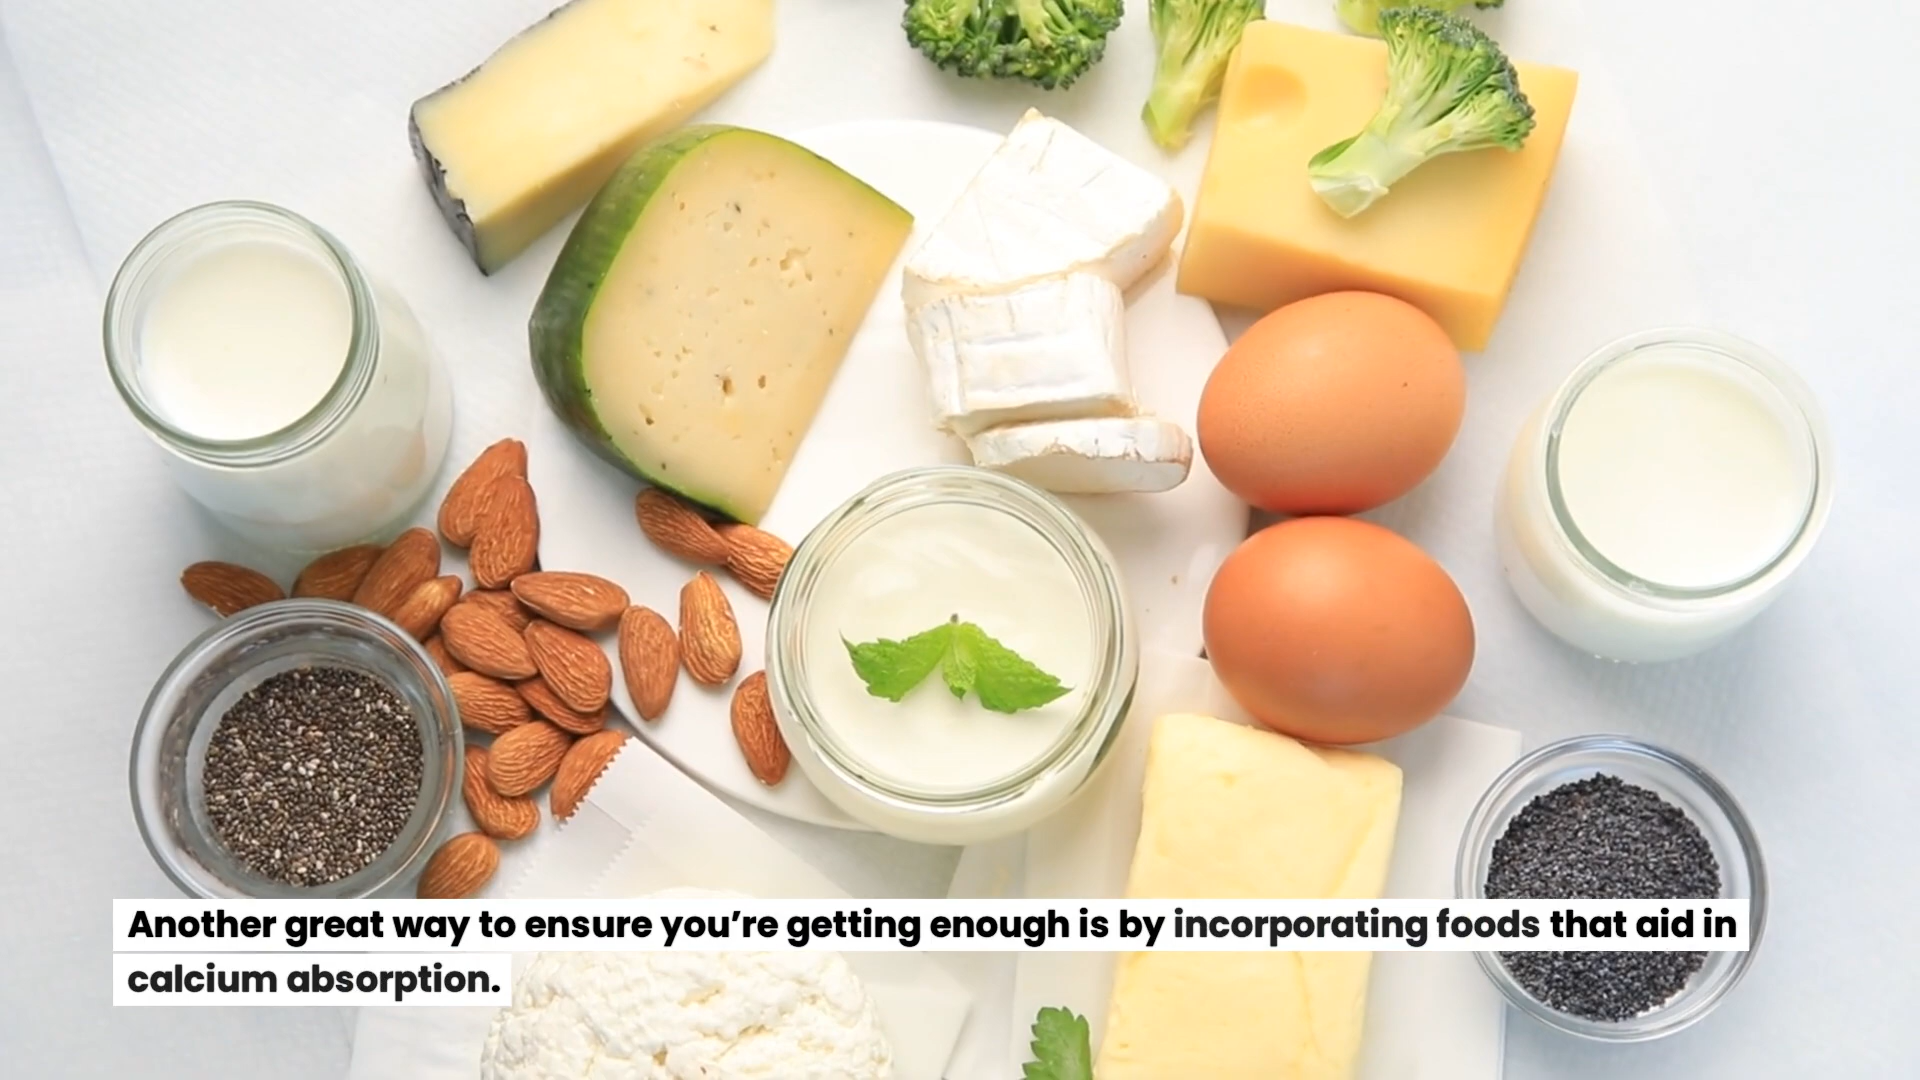 Another great way to ensure you’re getting enough is by incorporating foods that aid in
calcium absorption.